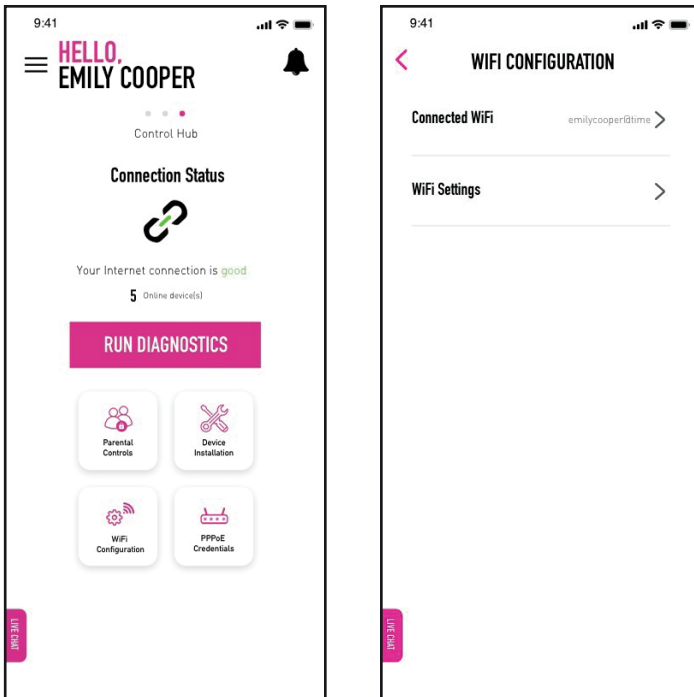 9:41
HELLO,
EMILY COOPER
Control Hub
Connection Status
Your Internet connection is good
5 Online device(s)
RUN DIAGNOSTICS
Parental
Controls
Device
Installation
WiFi
Configuration
PPPoE
Credentials
LIVE CHAT
9:41
WIFI CONFIGURATION
Connected WiFi emilycooper@time
WiFi Settings
LIVE CHAT